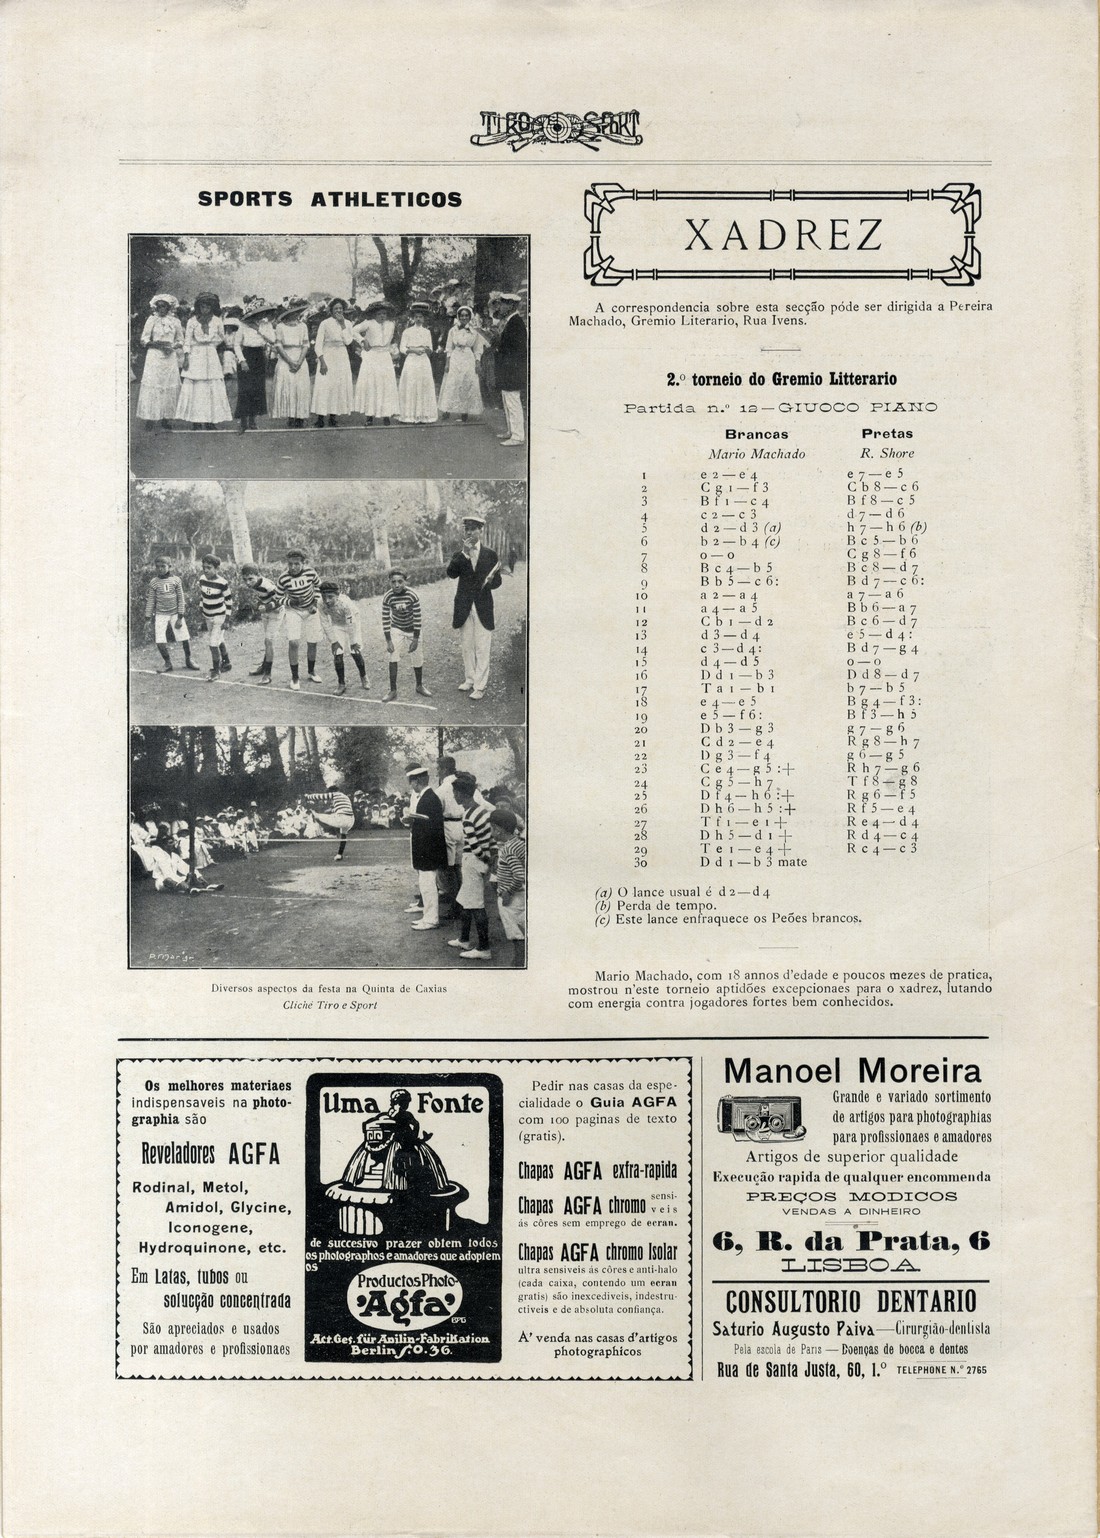 TIRO SPORT
SPORTS ATHLETICOS
1
10
Diversos aspectos da festa na Quinta de Caxias
Cliché Tiro e Sport
XADREZ
A correspondencia sobre esta secção póde ser dirigida a Pereira
Machado, Gremio Literario, Rua Ivens.
2.º torneio do Gremio Litterario
Partida n.º 12—GIUOCO PIANO
Brancas Pretas
Mario Machado R. Shore
1 e 2—e 4 e 7—e 5
2 C g 1—f 3 C b 8—c 6
3 B f 1—c 4 B f 8—c 5
4 c 2—c 3 d 7—d 6
5 d 2—d 3 (a) h 7—h 6 (b)
6 b 2—b 4 (c) B c 5—b 6
7 o—o C g 8—f 6
8 B c 4—b 5 B c 8—d 7
9 B b 5—c 6: B d 7—c 6:
10 a 2—a 4 a 7—a 6
11 a 4—a 5 B b 6—a 7
12 C b 1—d 2 B c 6—d 7
13 d 3—d 4 e 5—d 4:
14 c 3—d 4: B d 7—g 4
15 d 4—d 5 o—o
16 D d 1—b 3 D d 8—d 7
17 T a 1—b 1 b 7—b 5
18 e 4—e 5 B g 4—f 3:
19 e 5—f 6: B f 3—h 5
20 D b 3—g 3 g 7—g 6
21 C d 2—e 4 R g 8—h 7
22 D g 3—f 4 g 6—g 5
23 C e 4—g 5 :+ R h 7—g 6
24 C g 5—h 7 T f 8—g 8
25 D f 4—h 6 :+ R g 6—f 5
26 D h 6—h 5 :+ R f 5—e 4
27 T f 1—e 1 + R e 4—d 4
28 D h 5—d 1 + R d 4—c 4
29 T e 1—e 4 + R c 4—c 3
30 D d 1—b 3 mate
(a) O lance usual é d 2—d 4
(b) Perda de tempo.
(c) Este lance enfraquece os Peões brancos.
Mario Machado, com 18 annos d'edade e poucos mezes de pratica,
mostrou n'este torneio aptidões excepcionaes para o xadrez, lutando
com energia contra jogadores fortes bem conhecidos.
Os melhores materiaes
indispensaveis na photo-
graphia são
Reveladores AGFA
Rodinal, Metol,
Amidol, Glycine,
Iconogene,
Hydroquinone, etc.
Em Latas, tubos ou
solucção concentrada
São apreciados e usados
por amadores e profissionaes
Uma Fonte
de succesivo prazer obtem todos
os photographos e amadores que adoptem
os
Productos Photo-
"Agfa"
Act.Ges. für Anilin-Fabrikation
Berlin S.O.36.
Pedir nas casas da espe-
cialidade o Guia AGFA
com 100 paginas de texto
(gratis).
Chapas AGFA exfra-rapida
Chapas AGFA chromo sensi-
veis
ás côres sem emprego de ecran.
Chapas AGFA chromo Isolar
ultra sensiveis ás côres e anti-halo
(cada caixa, contendo um ecran
gratis) são inexcediveis, indestru-
ctiveis e de absoluta confiança.
A' venda nas casas d'artigos
photographicos
Manoel Moreira
Grande e variado sortimento
de artigos para photographias
para profissionaes e amadores
Artigos de superior qualidade
Execução rapida de qualquer encommenda
PREÇOS MODICOS
VENDAS A DINHEIRO
6, R. da Prata, 6
LISBOA
CONSULTORIO DENTARIO
Saturio Augusto Paiva—Cirurgião-dentista
Pela escola de Paris — Doenças de bocca e dentes
Rua de Santa Justa, 60, 1.º TELEPHONE N.º 2765